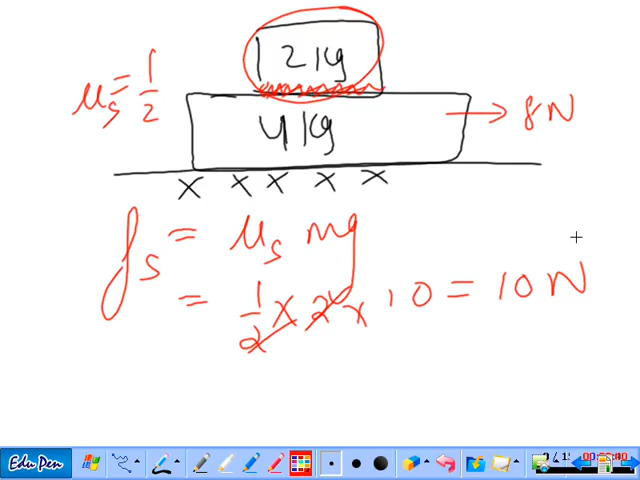 2 kg
μs = 1/2
4 kg
8 N
fs = μs mg
= 1/2 x 2 x 10 = 10 N
x x x x x
Edu Pen